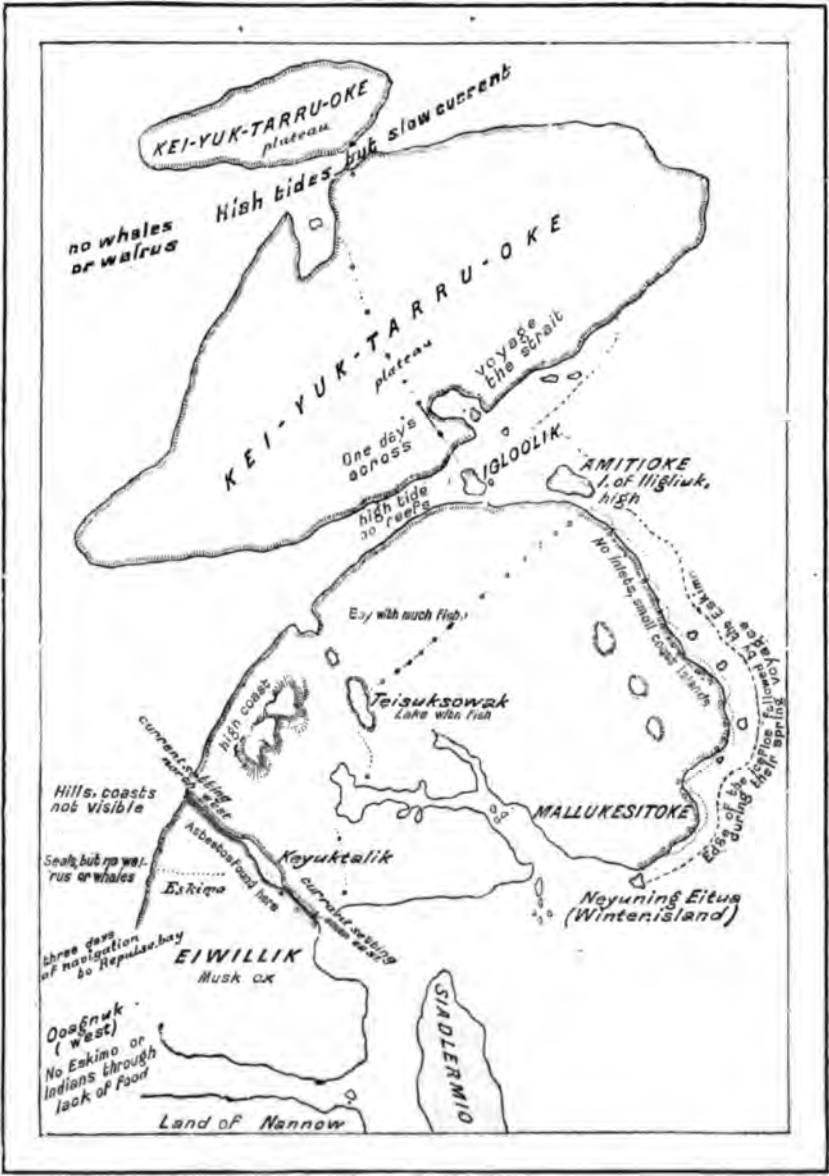 KEI-YUK-TARRU-OKE
plateau
High tides but slow current
no whales
or walrus
KEI-YUK-TARRU-OKE
plateau
voyage
the strait
One days
across
IGLOOLIK
AMITIOKE
I. of Iligliuk,
high
high tide
no reefs
No inlets, small coast islands
Edge of the icefloe followed by the Eskimo
during their spring voyages
Bay with much fish
Teisuksowak
Lake with Fish
high coast
current setting
north west
Hills, coasts
not visible
Asbestos found here
MALLUKESITOKE
Keyuktalik
Seals, but no wal-
rus or whales
Eskimo
Neyuning Eitua
(Winter island)
current setting
three days
of navigation
to Repulse bay
EIWILLIK
Musk ox
SIADLERMIO
Ooagnuk
(west)
No Eskimo or
Indians through
lack of food
Land of Nannow